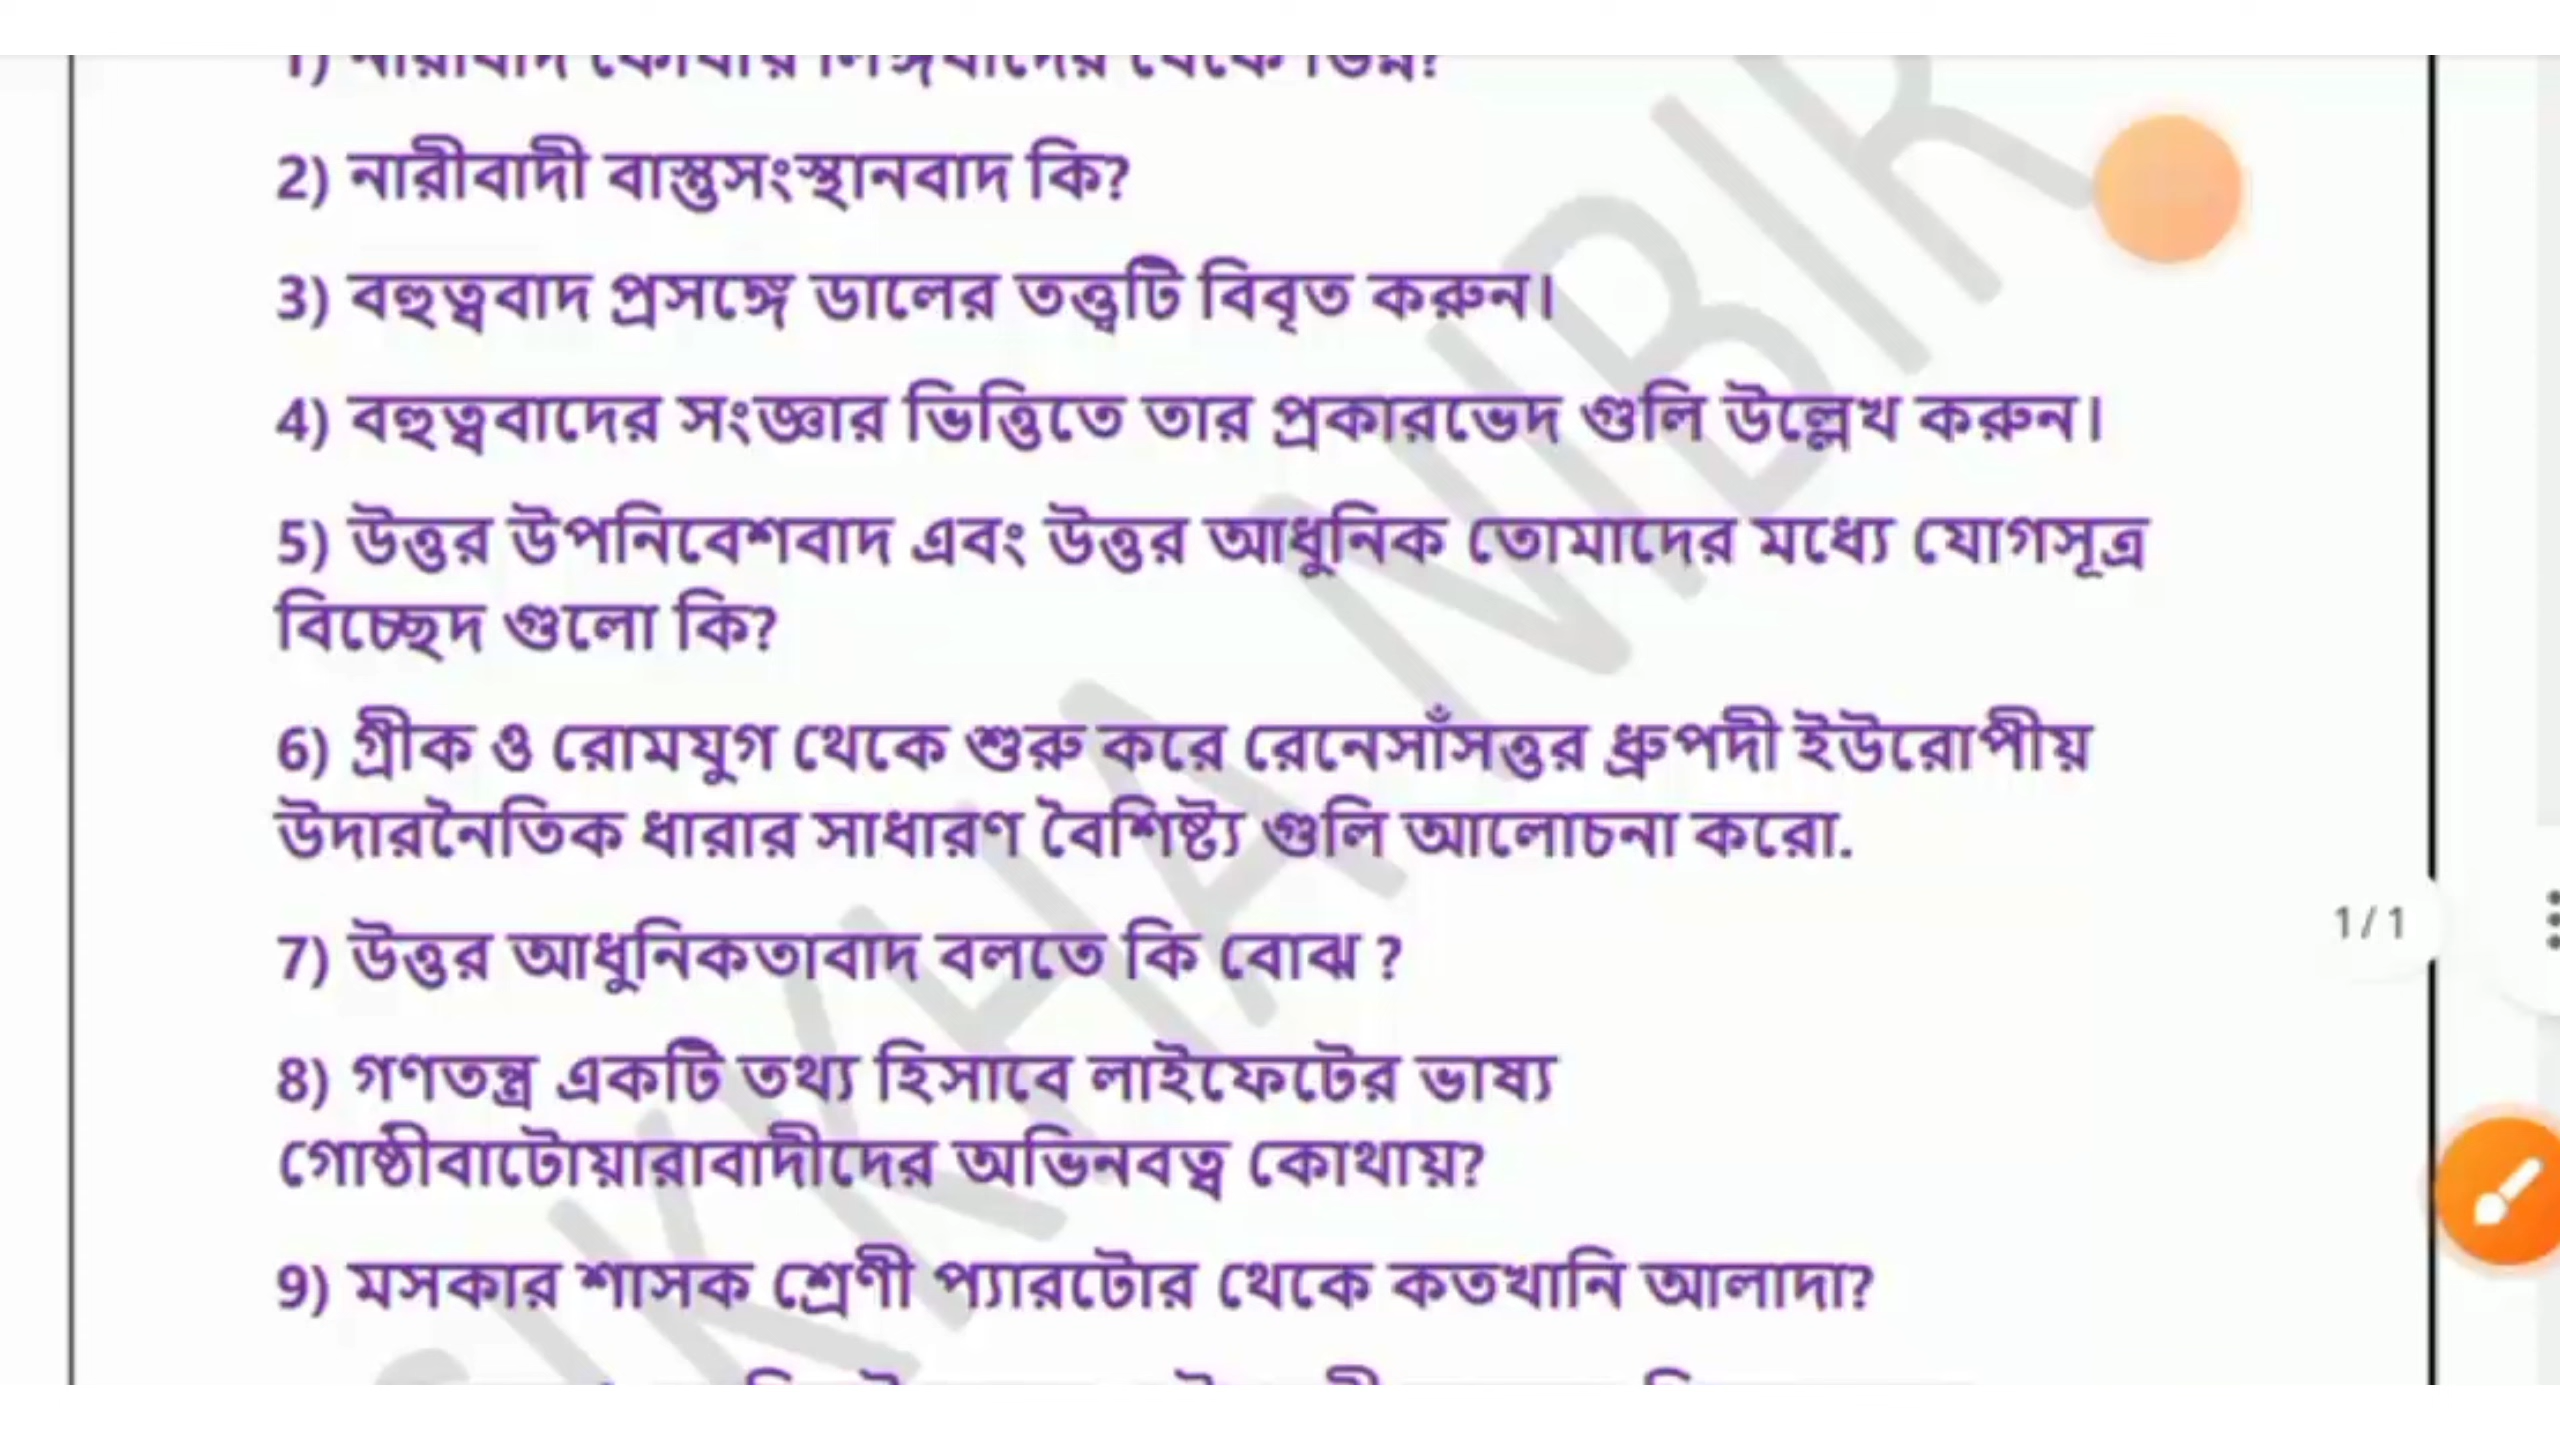 1) নারীবাদ কোথায় লিঙ্গবাদের থেকে ভিন্ন?
2) নারীবাদী বাস্তুসংস্থানবাদ কি?
3) বহুত্ববাদ প্রসঙ্গে ডালের তত্ত্বটি বিবৃত করুন।
4) বহুত্ববাদের সংজ্ঞার ভিত্তিতে তার প্রকারভেদ গুলি উল্লেখ করুন।
5) উত্তর উপনিবেশবাদ এবং উত্তর আধুনিক তোমাদের মধ্যে যোগসূত্র
বিচ্ছেদ গুলো কি?
6) গ্রীক ও রোমযুগ থেকে শুরু করে রেনেসাঁসত্তর ধ্রুপদী ইউরোপীয়
উদারনৈতিক ধারার সাধারণ বৈশিষ্ট্য গুলি আলোচনা করো.
1/1
7) উত্তর আধুনিকতাবাদ বলতে কি বোঝ ?
8) গণতন্ত্র একটি তথ্য হিসাবে লাইফেটের ভাষ্য
গোষ্ঠীবাটোয়ারাবাদীদের অভিনবত্ব কোথায়?
9) মসকার শাসক শ্রেণী প্যারটোর থেকে কতখানি আলাদা?